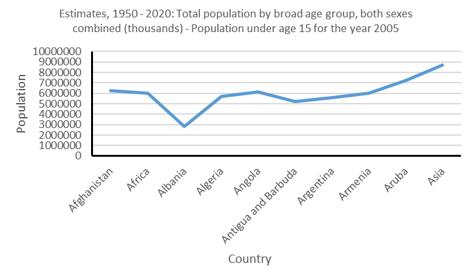 Estimates, 1950 - 2020: Total population by broad age group, both sexes
combined (thousands) - Population under age 15 for the year 2005
Population
10000000
9000000
8000000
7000000
6000000
5000000
4000000
3000000
2000000
1000000
0
Afghanistan
Africa
Albania
Algeria
Angola
Antigua and Barbuda
Argentina
Armenia
Aruba
Asia
Country